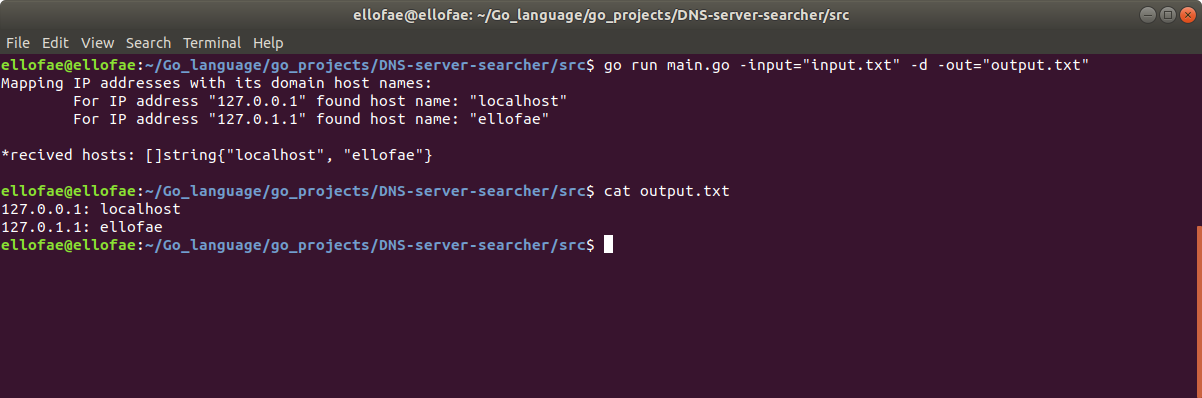 ellofae@ellofae: ~/Go_language/go_projects/DNS-server-searcher/src
File Edit View Search Terminal Help
ellofae@ellofae:~/Go_language/go_projects/DNS-server-searcher/src$ go run main.go -input="input.txt" -d -out="output.txt"
Mapping IP addresses with its domain host names:
        For IP address "127.0.0.1" found host name: "localhost"
        For IP address "127.0.1.1" found host name: "ellofae"
*recived hosts: []string{"localhost", "ellofae"}
ellofae@ellofae:~/Go_language/go_projects/DNS-server-searcher/src$ cat output.txt
127.0.0.1: localhost
127.0.1.1: ellofae
ellofae@ellofae:~/Go_language/go_projects/DNS-server-searcher/src$